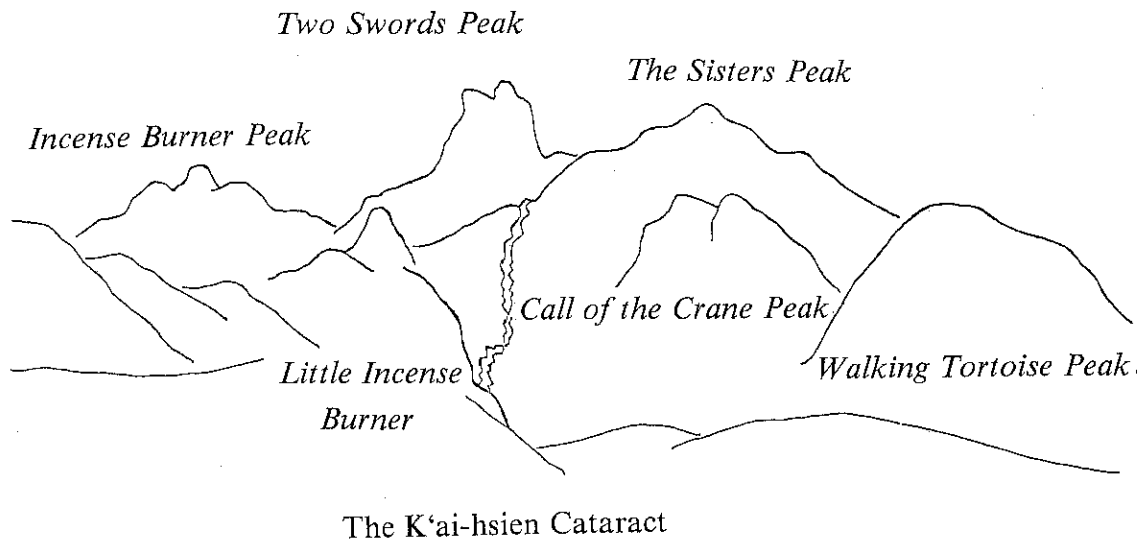 Two Swords Peak
The Sisters Peak
Incense Burner Peak
Call of the Crane Peak
Little Incense
Burner
Walking Tortoise Peak
The K‘ai-hsien Cataract